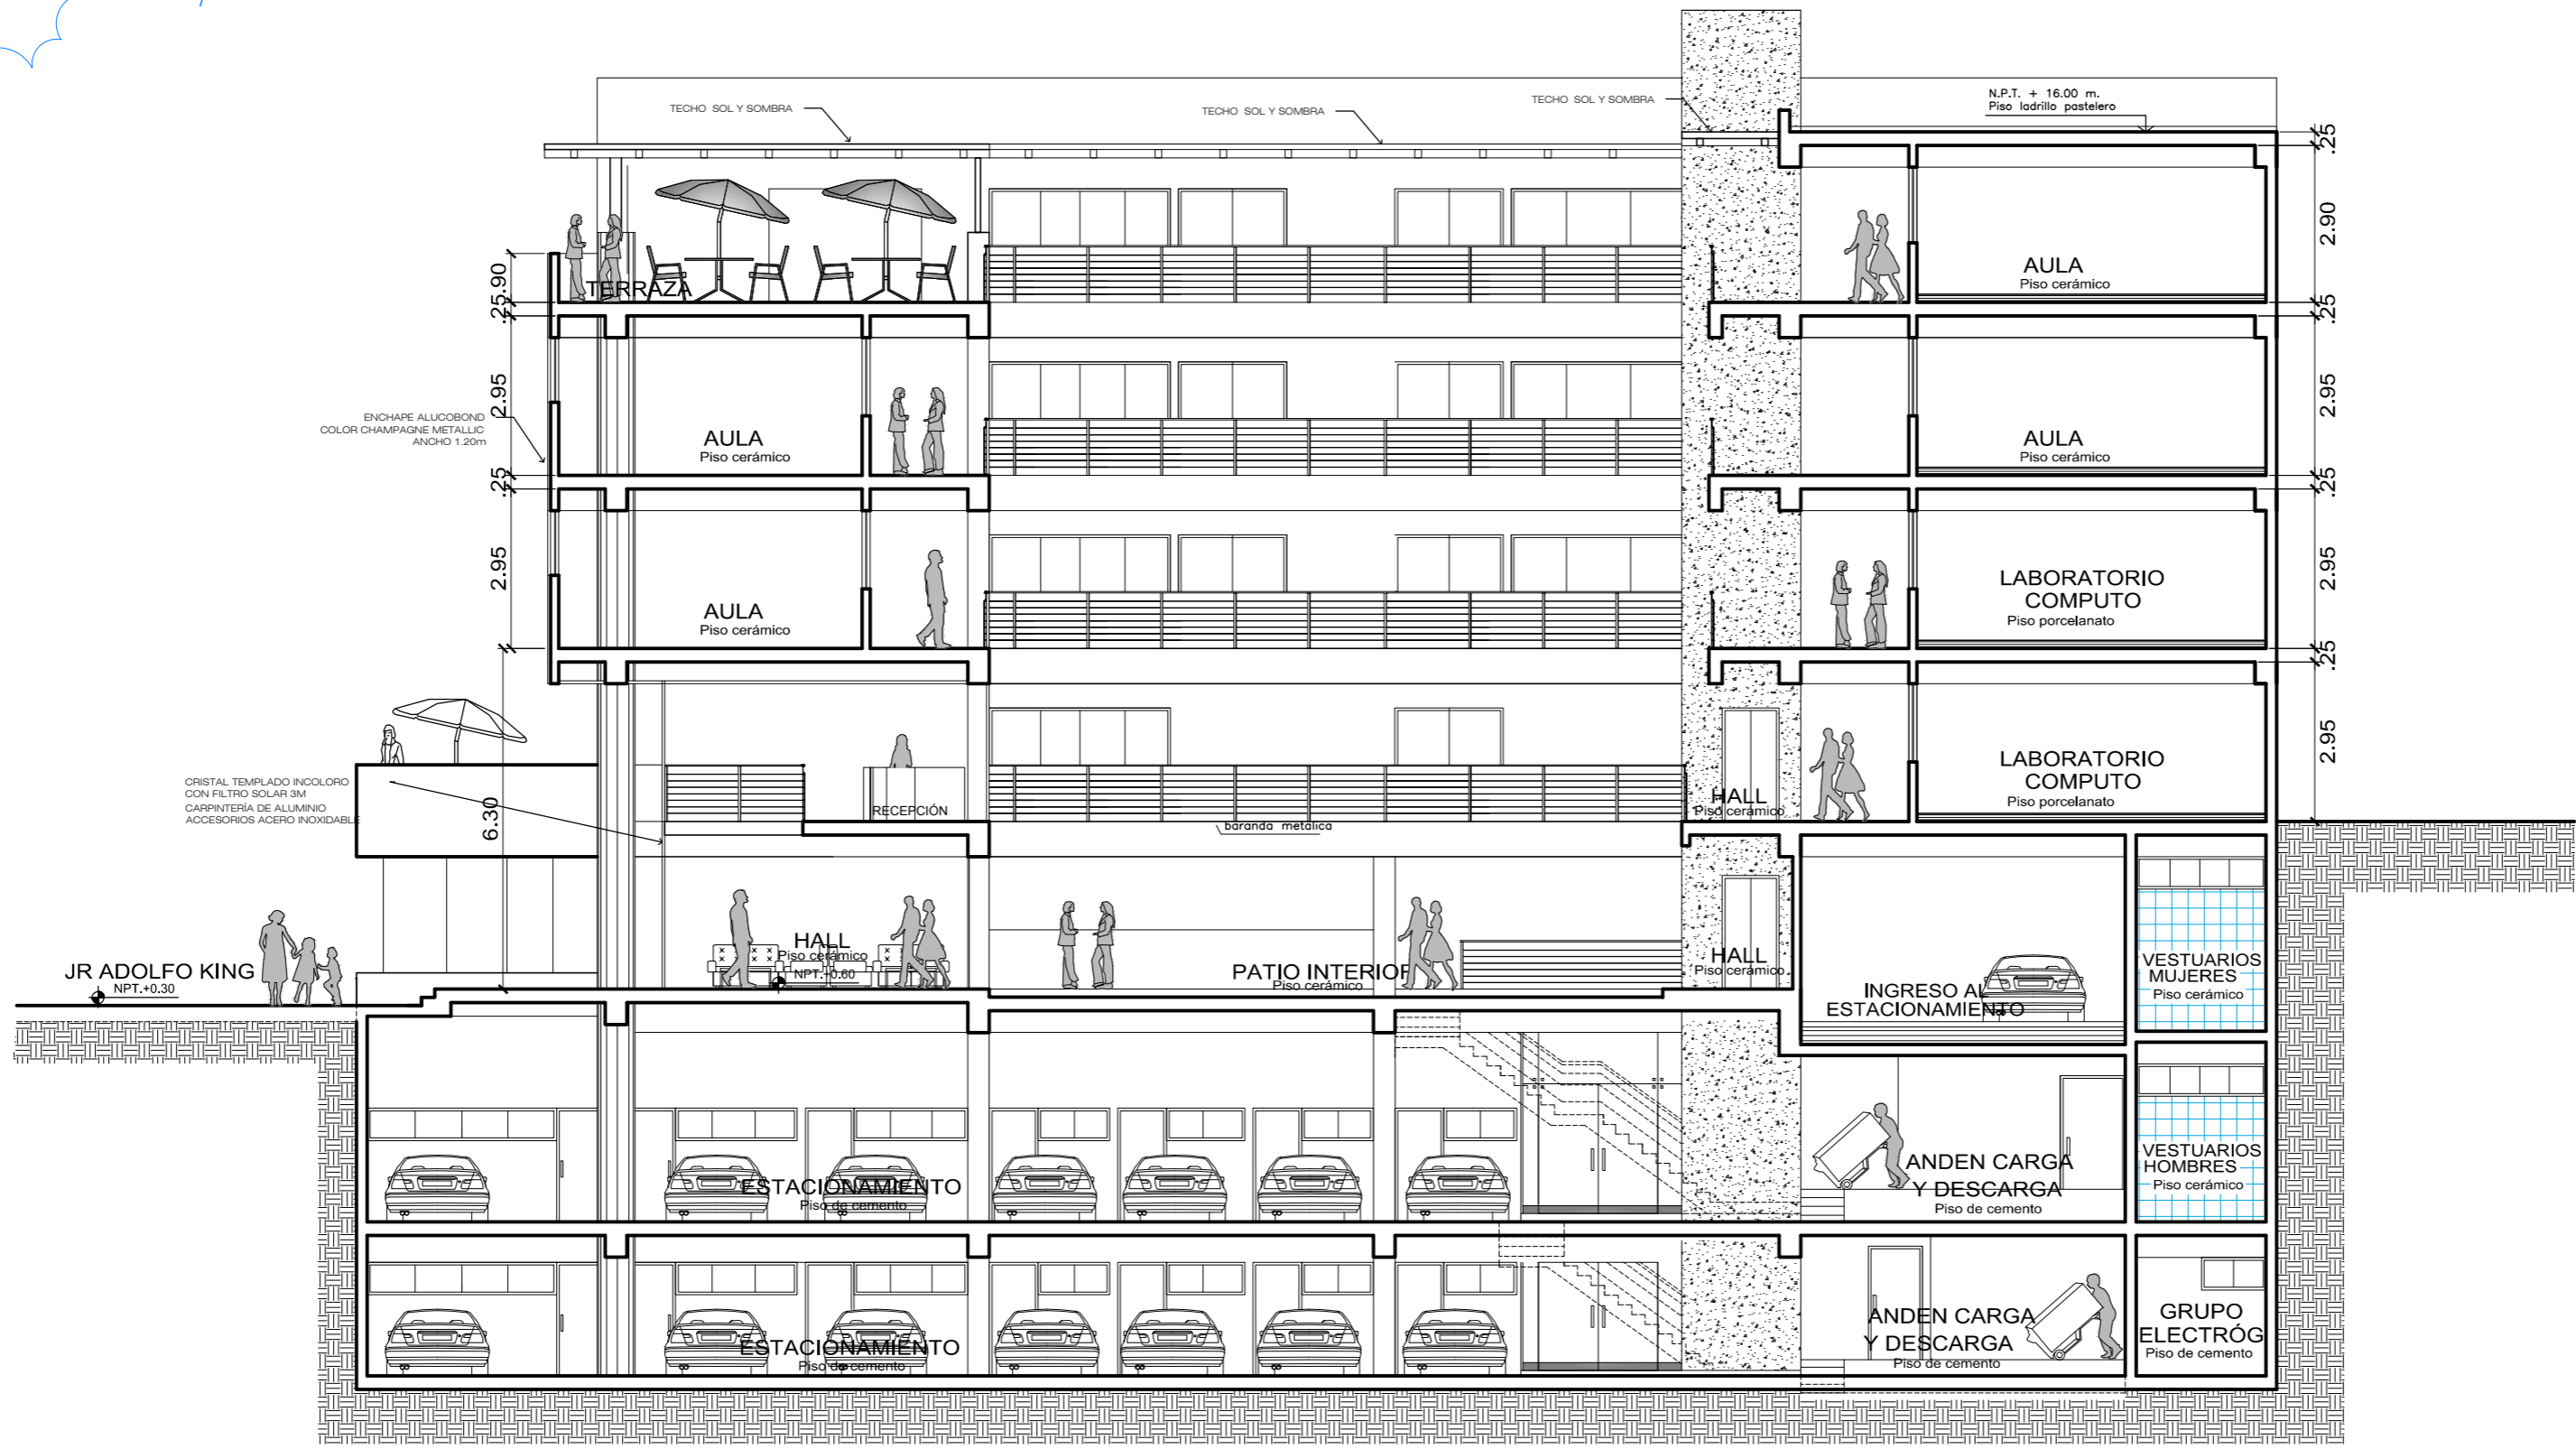 TECHO SOL Y SOMBRA
TECHO SOL Y SOMBRA
TECHO SOL Y SOMBRA
N.P.T. + 16.00 m.
Piso ladrillo pastelero
.25
2.90
AULA
Piso cerámico
.90
TERRAZA
.25
.25
2.95
ENCHAPE ALUCOBOND
COLOR CHAMPAGNE METALLIC
ANCHO 1.20m
AULA
Piso cerámico
AULA
Piso cerámico
2.95
.25
.25
2.95
AULA
Piso cerámico
LABORATORIO
COMPUTO
Piso porcelanato
2.95
.25
CRISTAL TEMPLADO INCOLORO
CON FILTRO SOLAR 3M
CARPINTERÍA DE ALUMINIO
ACCESORIOS ACERO INOXIDABLE
6.30
RECEPCIÓN
baranda metalica
HALL
Piso cerámico
LABORATORIO
COMPUTO
Piso porcelanato
2.95
JR ADOLFO KING
NPT.+0.30
HALL
Piso cerámico
NPT.+0.60
PATIO INTERIOR
Piso cerámico
HALL
Piso cerámico
INGRESO AL
ESTACIONAMIENTO
VESTUARIOS
MUJERES
Piso cerámico
ESTACIONAMIENTO
Piso de cemento
ANDEN CARGA
Y DESCARGA
Piso de cemento
VESTUARIOS
HOMBRES
Piso cerámico
ESTACIONAMIENTO
Piso de cemento
ANDEN CARGA
Y DESCARGA
Piso de cemento
GRUPO
ELECTRÓG
Piso de cemento